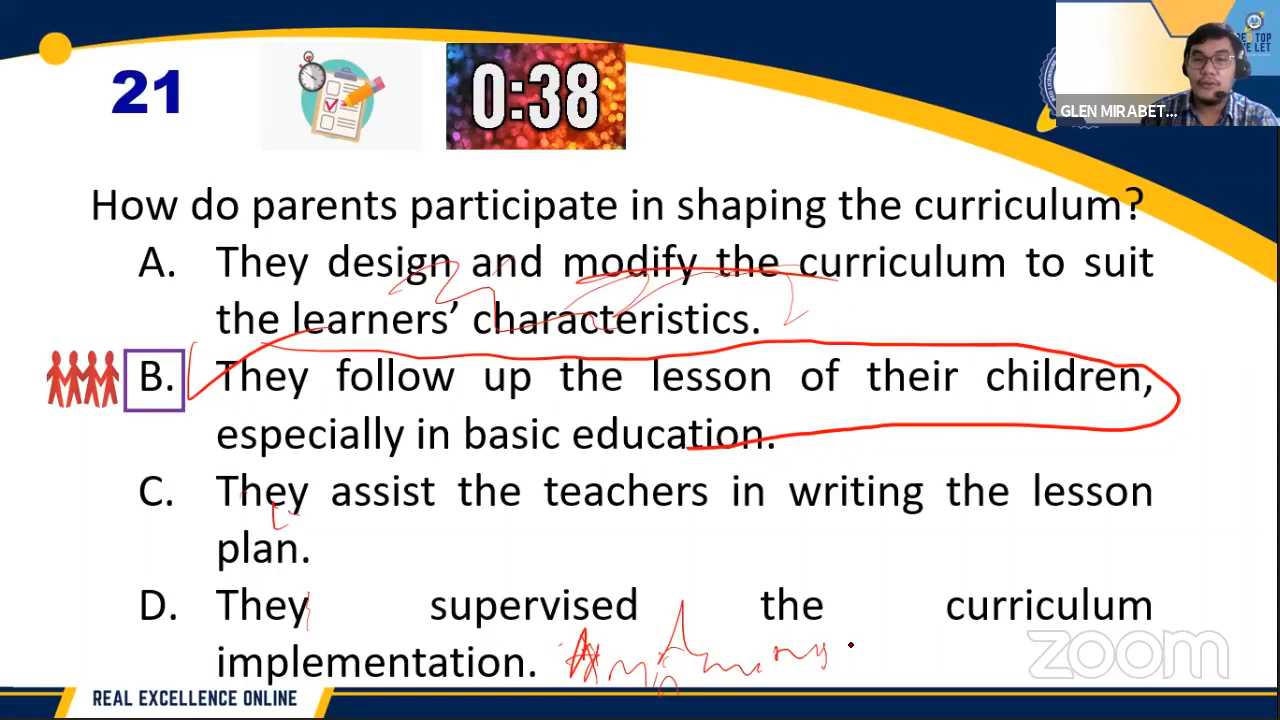 21
0:38
GLEN MIRABET...
How do parents participate in shaping the curriculum?
A. They design and modify the curriculum to suit
the learners' characteristics.
B. They follow up the lesson of their children,
especially in basic education.
C. They assist the teachers in writing the lesson
plan.
D. They supervised the curriculum
implementation.
zoom
REAL EXCELLENCE ONLINE